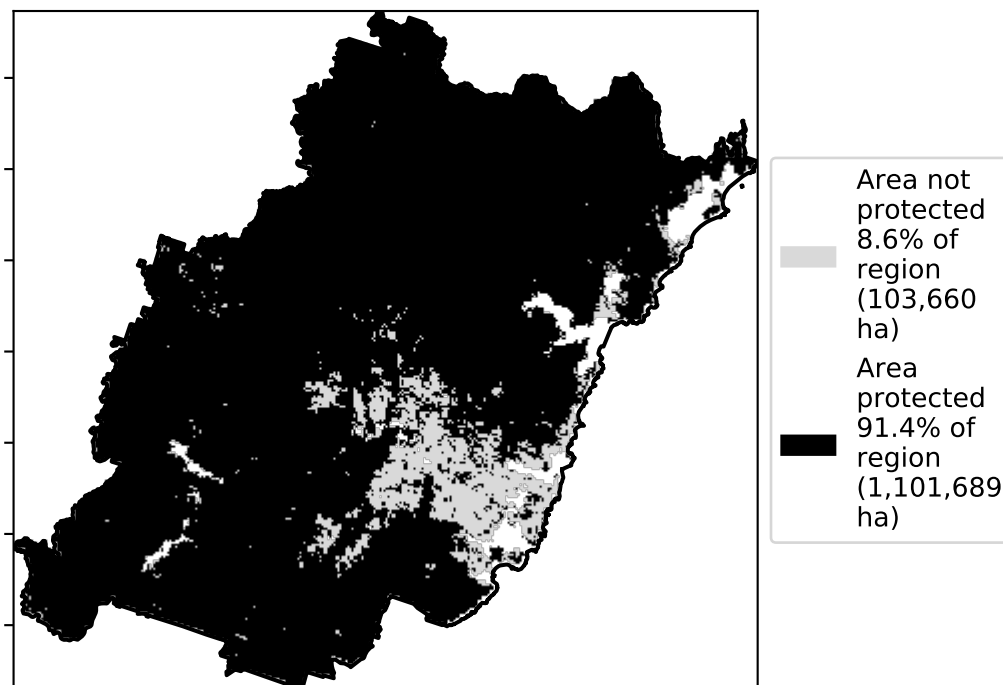 Area not
protected
8.6% of
region
(103,660
ha)
Area
protected
91.4% of
region
(1,101,689
ha)